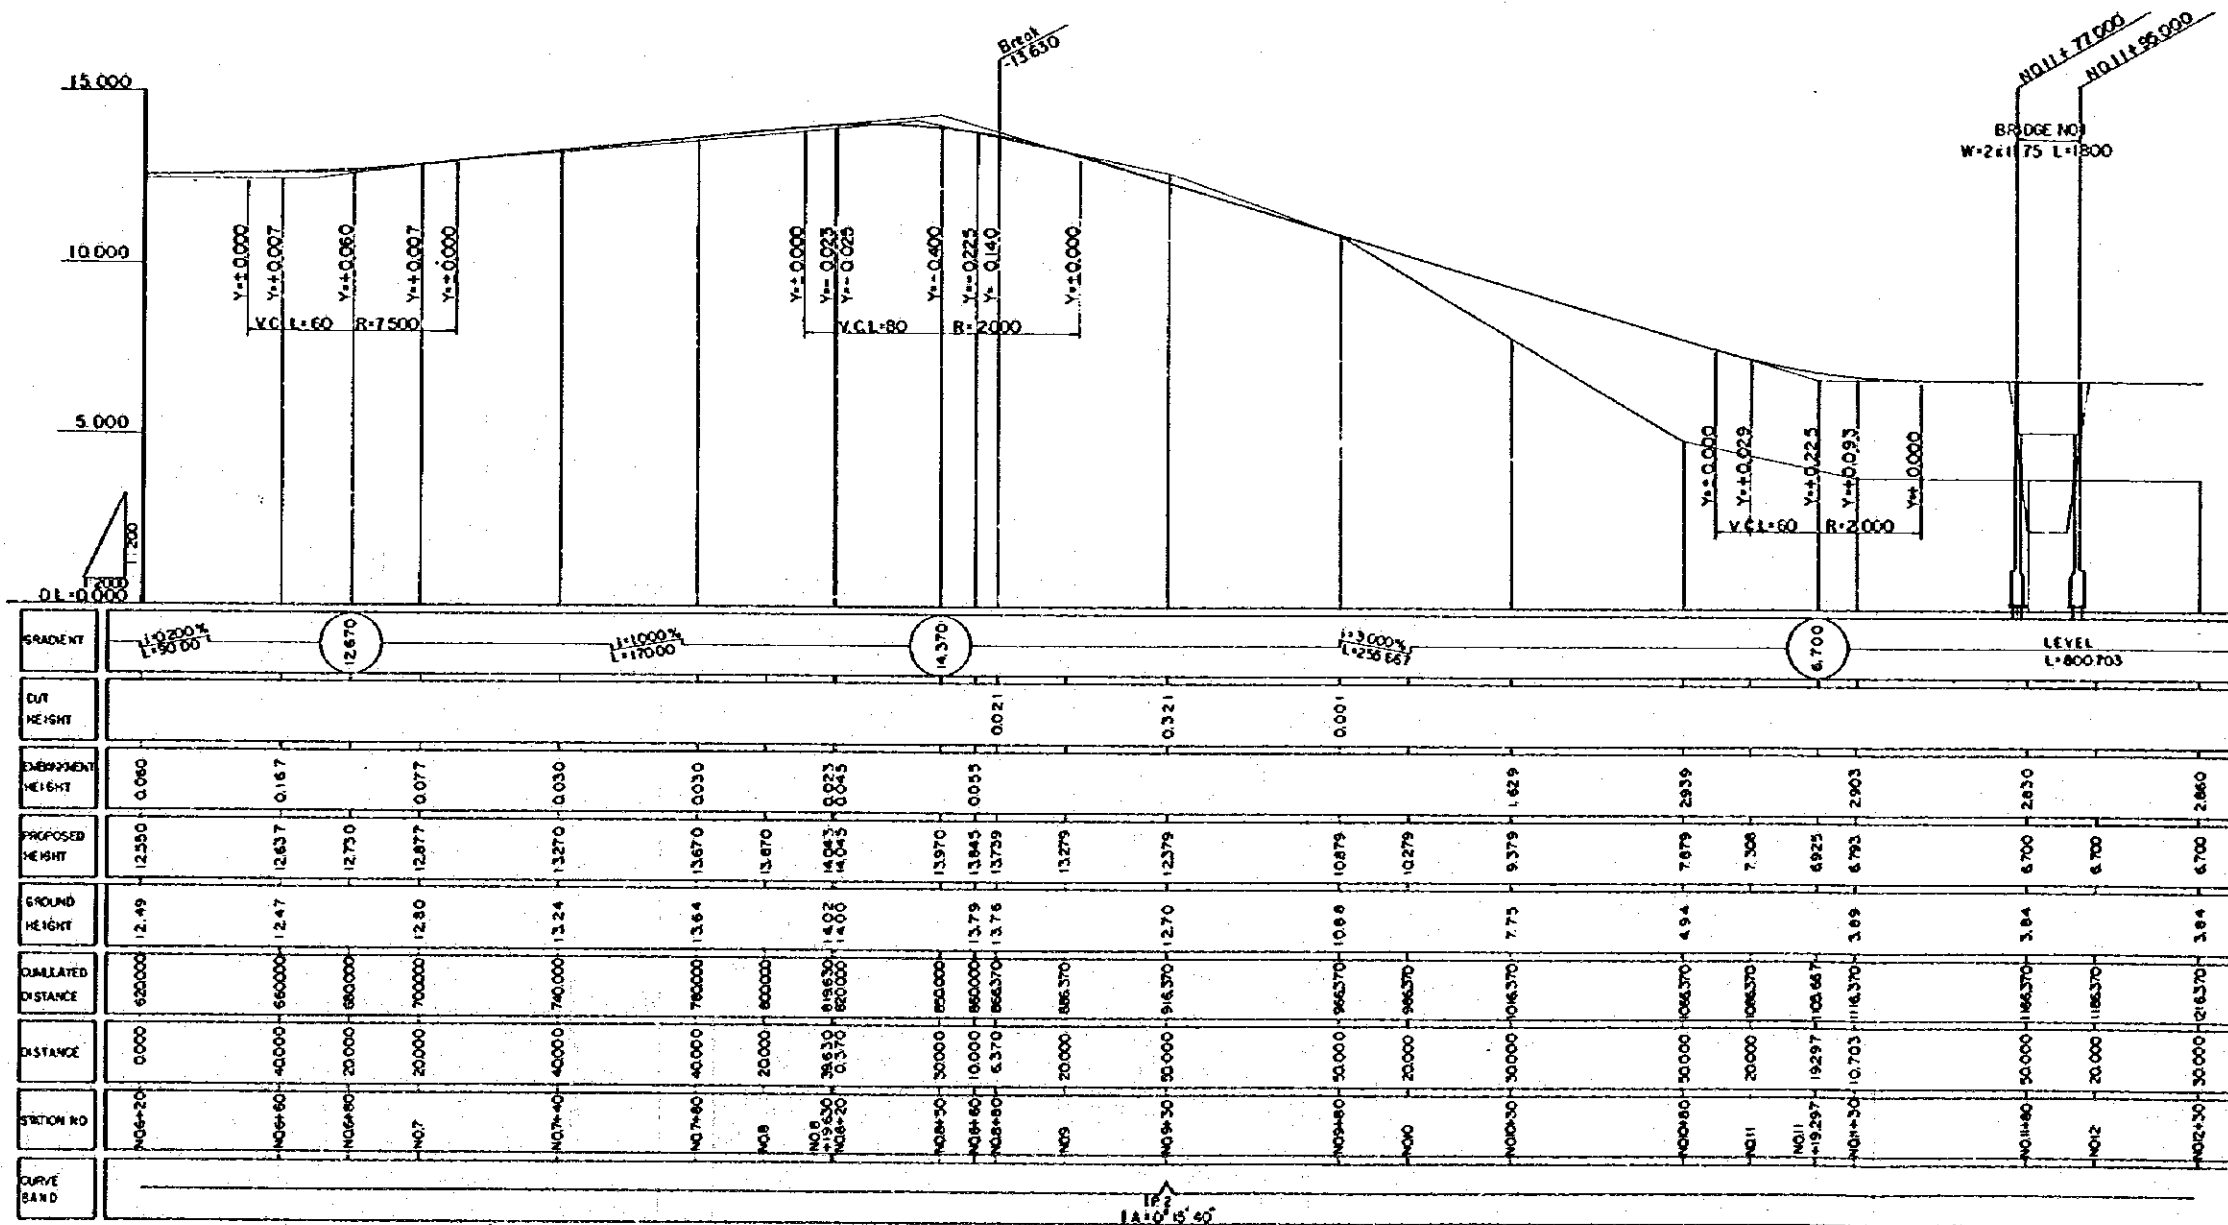 Break
-13.630
NO.11+77.000
NO.11+95.000
15.000
10.000
5.000
D L=0.000
1:200
1:2000
BRIDGE NO.1
W=2x11.75 L=18.00
Y=±0.000
Y=+0.007
Y=+0.060
Y=+0.007
Y=±0.000
V.C.L=60 R=7.500
Y=±0.000
Y=-0.023
Y=-0.025
Y=-0.400
Y=-0.225
Y=-0.140
Y=±0.000
V.C.L=80 R=2.000
Y=±0.000
Y=+0.029
Y=+0.225
Y=+0.093
Y=±0.000
V.C.L=60 R=2.000
GRADIENT
i=0.200%
L=90.00
12.670
i=1.000%
L=170.00
14.370
i=3.000%
L=255.667
6.700
LEVEL
L=800.703
CUT
HEIGHT
0.021 0.321 0.001
EMBANKMENT
HEIGHT
0.060 0.167 0.077 0.030 0.030 0.023 0.045 0.055 1.629 2.939 2.903 2.830 2.860
PROPOSED
HEIGHT
12.550 12.637 12.730 12.877 13.270 13.670 13.870 14.043 14.045 13.970 13.845 13.739 13.279 12.379 10.879 10.279 9.379 7.879 7.308 6.925 6.793 6.700 6.700 6.700
GROUND
HEIGHT
12.49 12.47 12.80 13.24 13.64 14.02 14.00 13.79 13.76 12.70 10.88 7.75 4.94 3.89 3.84 3.84
CUMULATED
DISTANCE
620.000 660.000 680.000 700.000 740.000 780.000 800.000 819.630 820.000 850.000 860.000 866.370 886.370 916.370 966.370 986.370 1016.370 1066.370 1086.370 1105.667 1116.370 1166.370 1186.370 1216.370
DISTANCE
0.000 40.000 20.000 20.000 40.000 40.000 20.000 39.630 0.370 30.000 10.000 6.370 20.000 50.000 50.000 20.000 30.000 50.000 20.000 19.297 10.703 50.000 20.000 30.000
STATION NO
NO.6+20 NO.6+60 NO.6+80 NO.7 NO.7+40 NO.7+80 NO.8 NO.8+19.630 NO.8+20 NO.8+50 NO.8+60 NO.8+80 NO.9 NO.9+30 NO.9+80 NO.10 NO.10+30 NO.10+80 NO.11 NO.11+19.297 NO.11+30 NO.11+80 NO.12 NO.12+30
CURVE
BAND
I.P.2
I A=0°15'40"